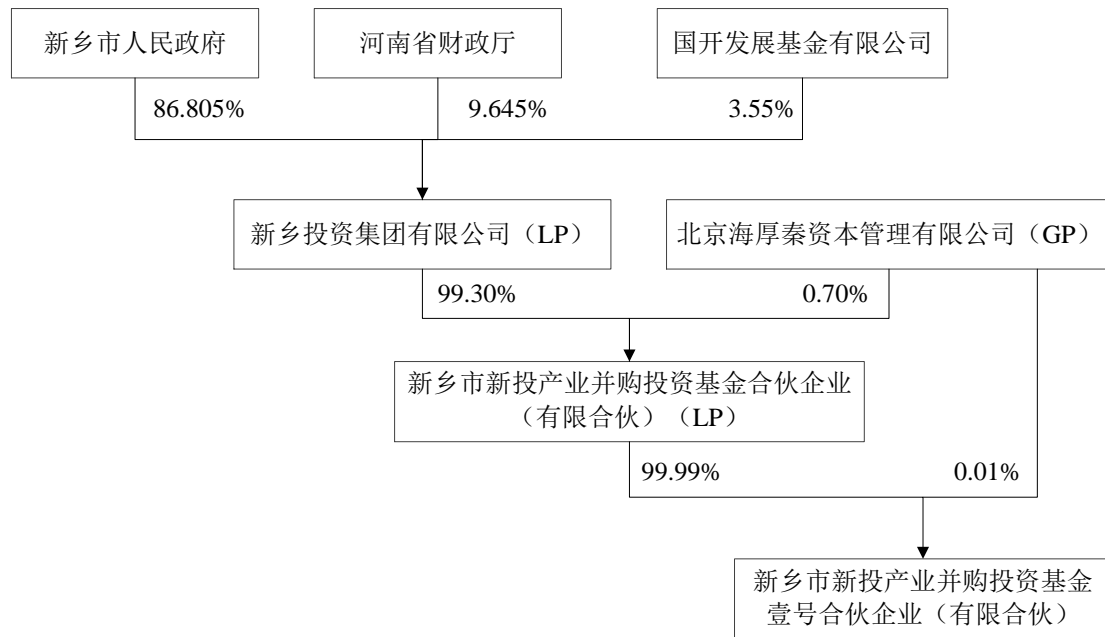 新乡市人民政府
河南省财政厅
国开发展基金有限公司
86.805%
9.645%
3.55%
新乡投资集团有限公司（LP）
北京海厚秦资本管理有限公司（GP）
99.30%
0.70%
新乡市新投产业并购投资基金合伙企业
（有限合伙）（LP）
99.99%
0.01%
新乡市新投产业并购投资基金
壹号合伙企业（有限合伙）